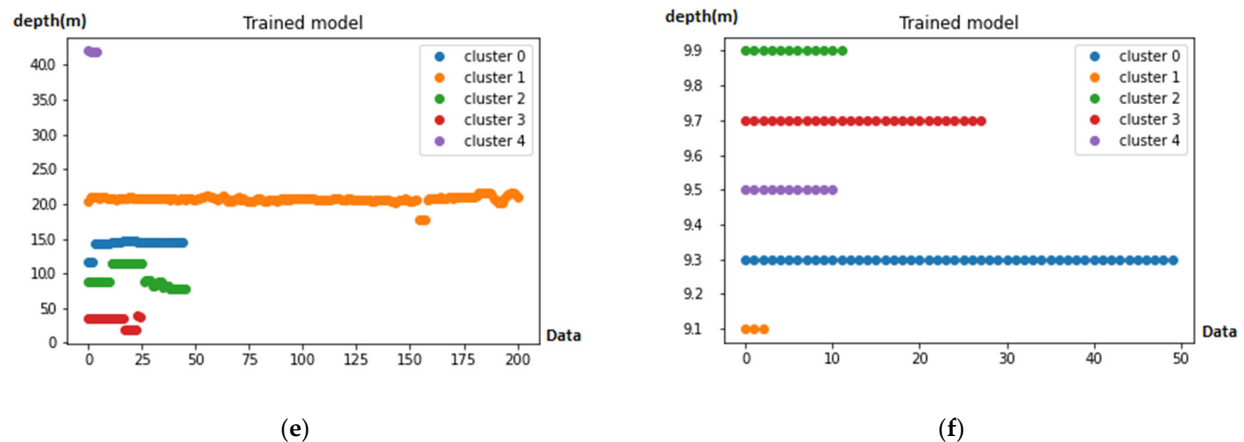 depth(m)
Trained model
400
350
300
250
200
150
100
50
0
0 25 50 75 100 125 150 175 200
Data
cluster 0
cluster 1
cluster 2
cluster 3
cluster 4
(e)
depth(m)
Trained model
9.9
9.8
9.7
9.6
9.5
9.4
9.3
9.2
9.1
0 10 20 30 40 50
Data
cluster 0
cluster 1
cluster 2
cluster 3
cluster 4
(f)